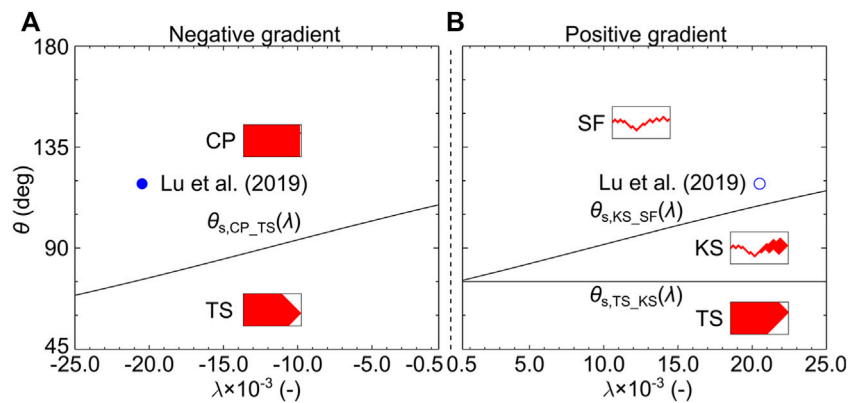 A Negative gradient
B Positive gradient
180
135
90
45
θ (deg)
CP
Lu et al. (2019)
θs,CP_TS(λ)
TS
-25.0 -20.0 -15.0 -10.0 -5.0 -0.5
λ×10⁻³ (-)
SF
Lu et al. (2019)
θs,KS_SF(λ)
KS
θs,TS_KS(λ)
TS
0.5 5.0 10.0 15.0 20.0 25.0
λ×10⁻³ (-)